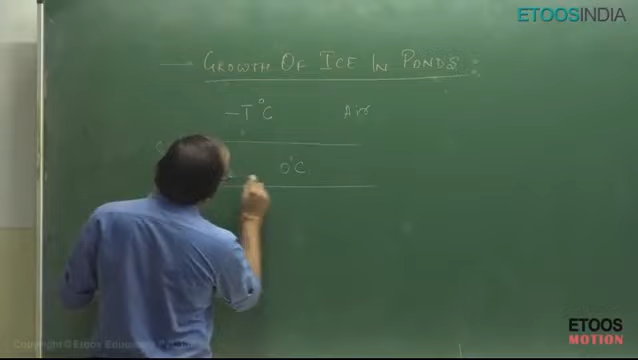 ETOOSINDIA
GROWTH OF ICE IN PONDS :
-T°C Air
0°C
ETOOS
MOTION